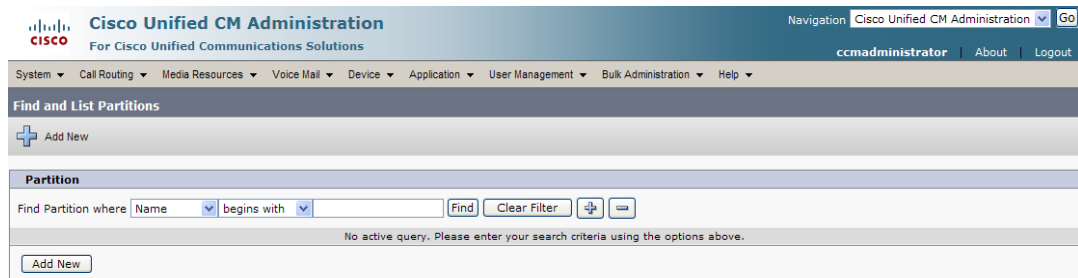 Cisco Unified CM Administration
For Cisco Unified Communications Solutions
CISCO
Navigation Cisco Unified CM Administration Go
ccmadministrator | About | Logout
System Call Routing Media Resources Voice Mail Device Application User Management Bulk Administration Help
Find and List Partitions
Add New
Partition
Find Partition where Name begins with Find Clear Filter
No active query. Please enter your search criteria using the options above.
Add New